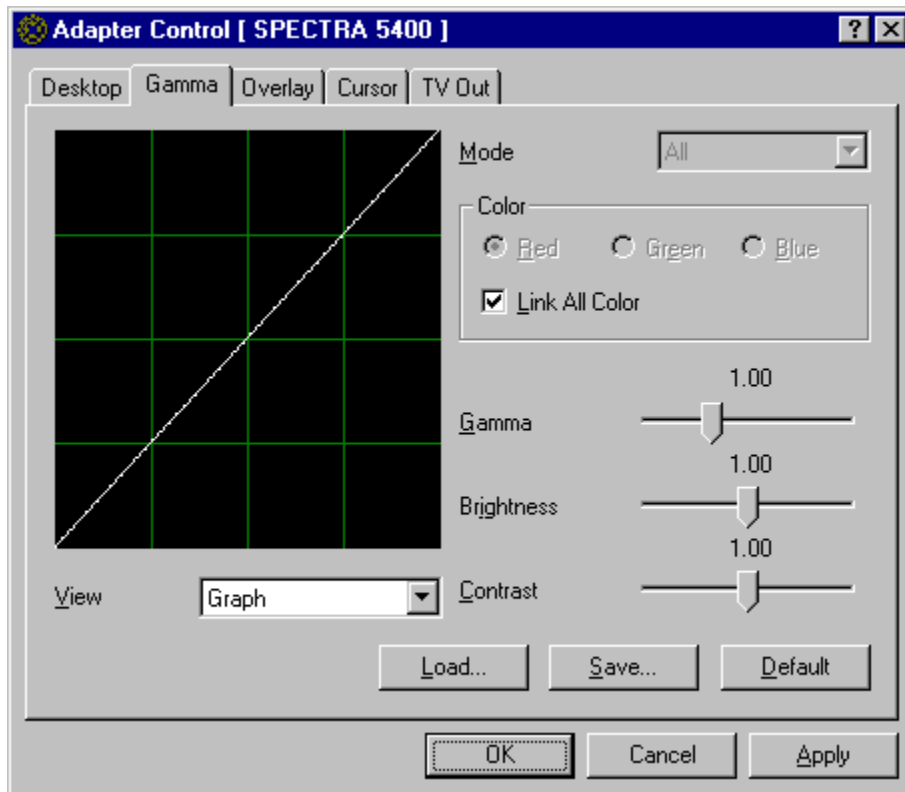 Adapter Control [ SPECTRA 5400 ]
Desktop Gamma Overlay Cursor TV Out
Mode All
Color
Red Green Blue
Link All Color
1.00
Gamma
1.00
Brightness
1.00
Contrast
View Graph
Load... Save... Default
OK Cancel Apply